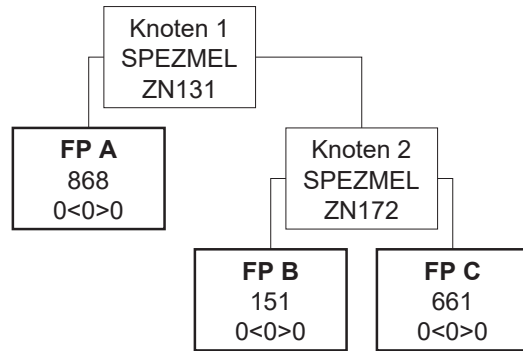 Knoten 1
SPEZMEL
ZN131
FP A
868
0<0>0
Knoten 2
SPEZMEL
ZN172
FP B
151
0<0>0
FP C
661
0<0>0